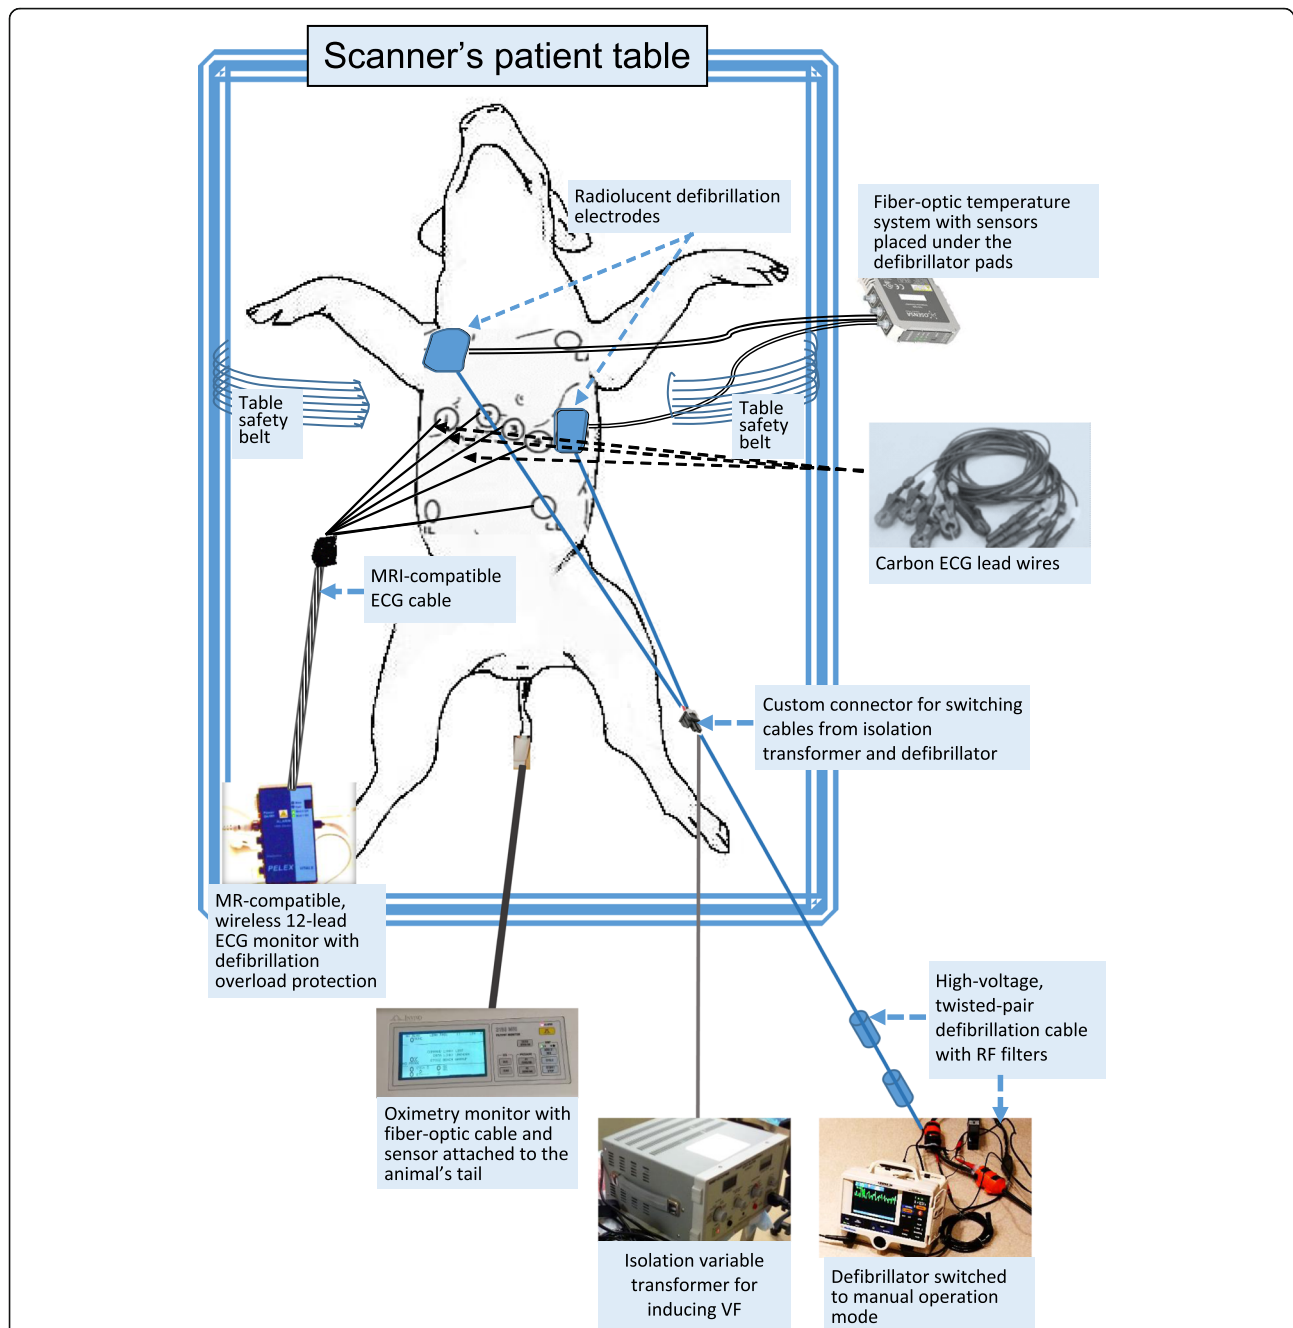 Scanner's patient table
Radiolucent defibrillation
electrodes
Fiber-optic temperature
system with sensors
placed under the
defibrillator pads
Table
safety
belt
Table
safety
belt
Carbon ECG lead wires
MRI-compatible
ECG cable
Custom connector for switching
cables from isolation
transformer and defibrillator
PELEX
MR-compatible,
wireless 12-lead
ECG monitor with
defibrillation
overload protection
High-voltage,
twisted-pair
defibrillation cable
with RF filters
Oximetry monitor with
fiber-optic cable and
sensor attached to the
animal's tail
Isolation variable
transformer for
inducing VF
Defibrillator switched
to manual operation
mode